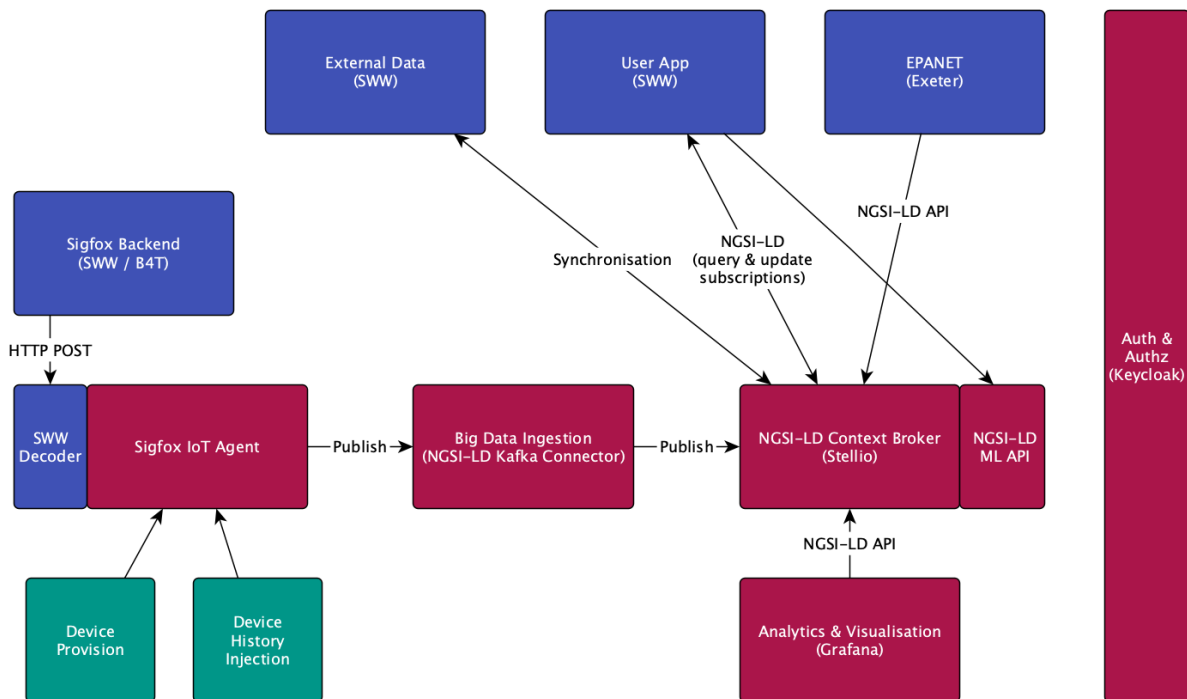 External Data
(SWW)
User App
(SWW)
EPANET
(Exeter)
Sigfox Backend
(SWW / B4T)
HTTP POST
Synchronisation
NGSI-LD
(query & update
subscriptions)
NGSI-LD API
Auth &
Authz
(Keycloak)
SWW
Decoder
Sigfox IoT Agent
Publish
Big Data Ingestion
(NGSI-LD Kafka Connector)
Publish
NGSI-LD Context Broker
(Stellio)
NGSI-LD
ML API
NGSI-LD API
Device
Provision
Device
History
Injection
Analytics & Visualisation
(Grafana)